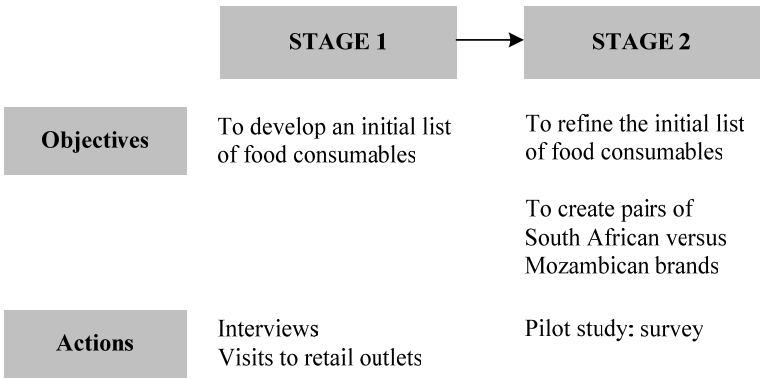 STAGE 1
STAGE 2
Objectives
To develop an initial list
of food consumables
To refine the initial list
of food consumables
To create pairs of
South African versus
Mozambican brands
Actions
Interviews
Visits to retail outlets
Pilot study: survey